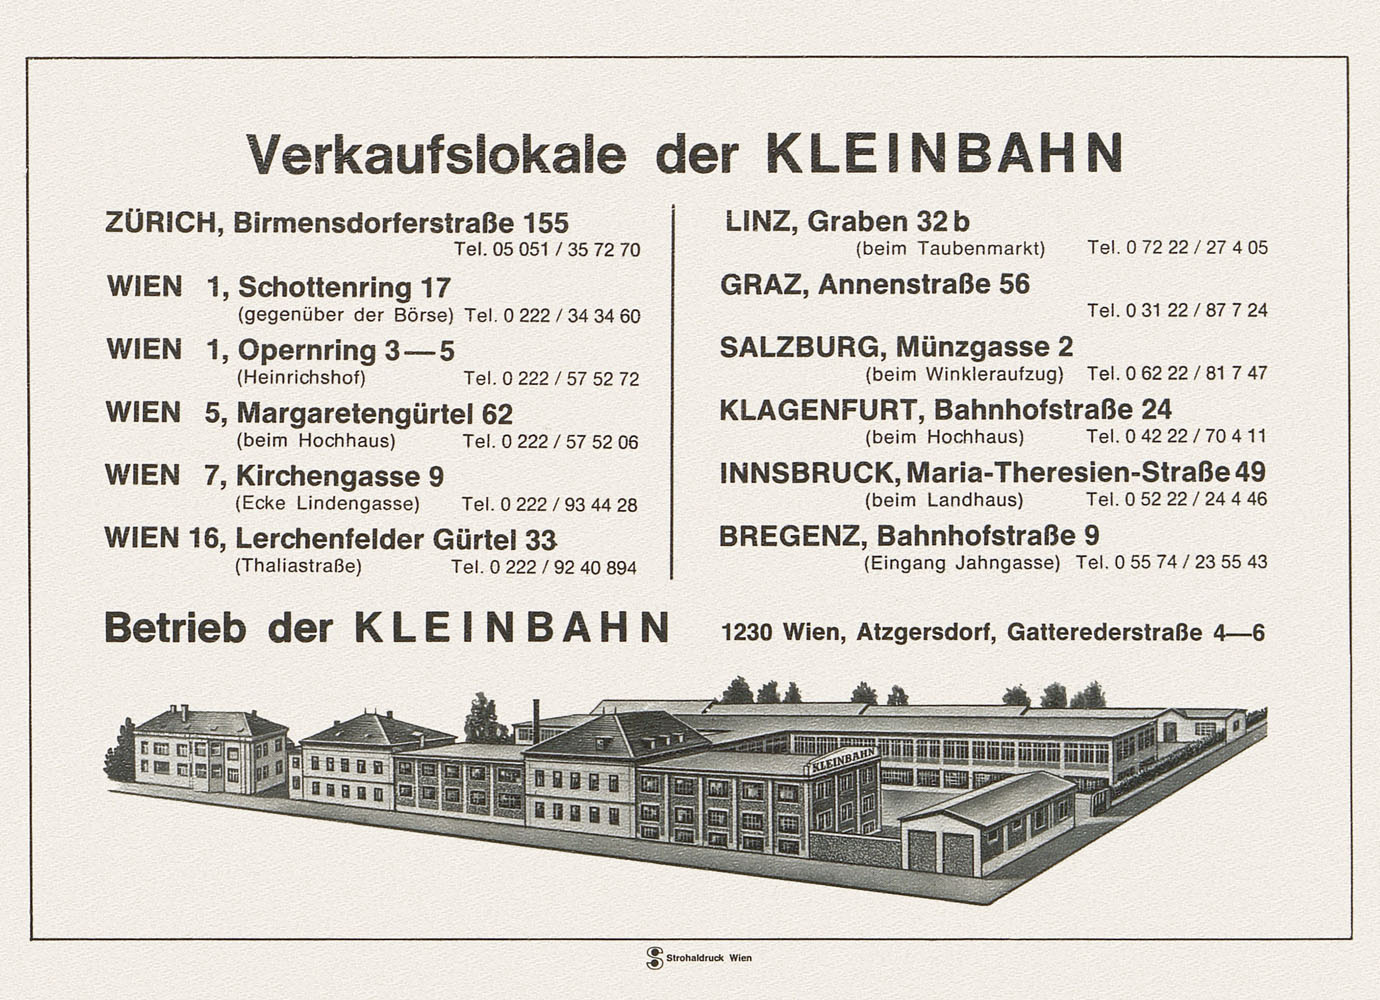 Verkaufslokale der KLEINBAHN
ZÜRICH, Birmensdorferstraße 155
Tel. 05 051 / 35 72 70
WIEN 1, Schottenring 17
(gegenüber der Börse) Tel. 0 222 / 34 34 60
WIEN 1, Opernring 3—5
(Heinrichshof) Tel. 0 222 / 57 52 72
WIEN 5, Margaretengürtel 62
(beim Hochhaus) Tel. 0 222 / 57 52 06
WIEN 7, Kirchengasse 9
(Ecke Lindengasse) Tel. 0 222 / 93 44 28
WIEN 16, Lerchenfelder Gürtel 33
(Thaliastraße) Tel. 0 222 / 92 40 894
LINZ, Graben 32 b
(beim Taubenmarkt) Tel. 0 72 22 / 27 4 05
GRAZ, Annenstraße 56
Tel. 0 31 22 / 87 7 24
SALZBURG, Münzgasse 2
(beim Winkleraufzug) Tel. 0 62 22 / 81 7 47
KLAGENFURT, Bahnhofstraße 24
(beim Hochhaus) Tel. 0 42 22 / 70 4 11
INNSBRUCK, Maria-Theresien-Straße 49
(beim Landhaus) Tel. 0 52 22 / 24 4 46
BREGENZ, Bahnhofstraße 9
(Eingang Jahngasse) Tel. 0 55 74 / 23 55 43
Betrieb der KLEINBAHN 1230 Wien, Atzgersdorf, Gatterederstraße 4—6
KLEINBAHN
Strohaldruck Wien